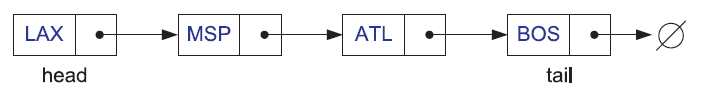 LAX MSP ATL BOS ∅
head tail